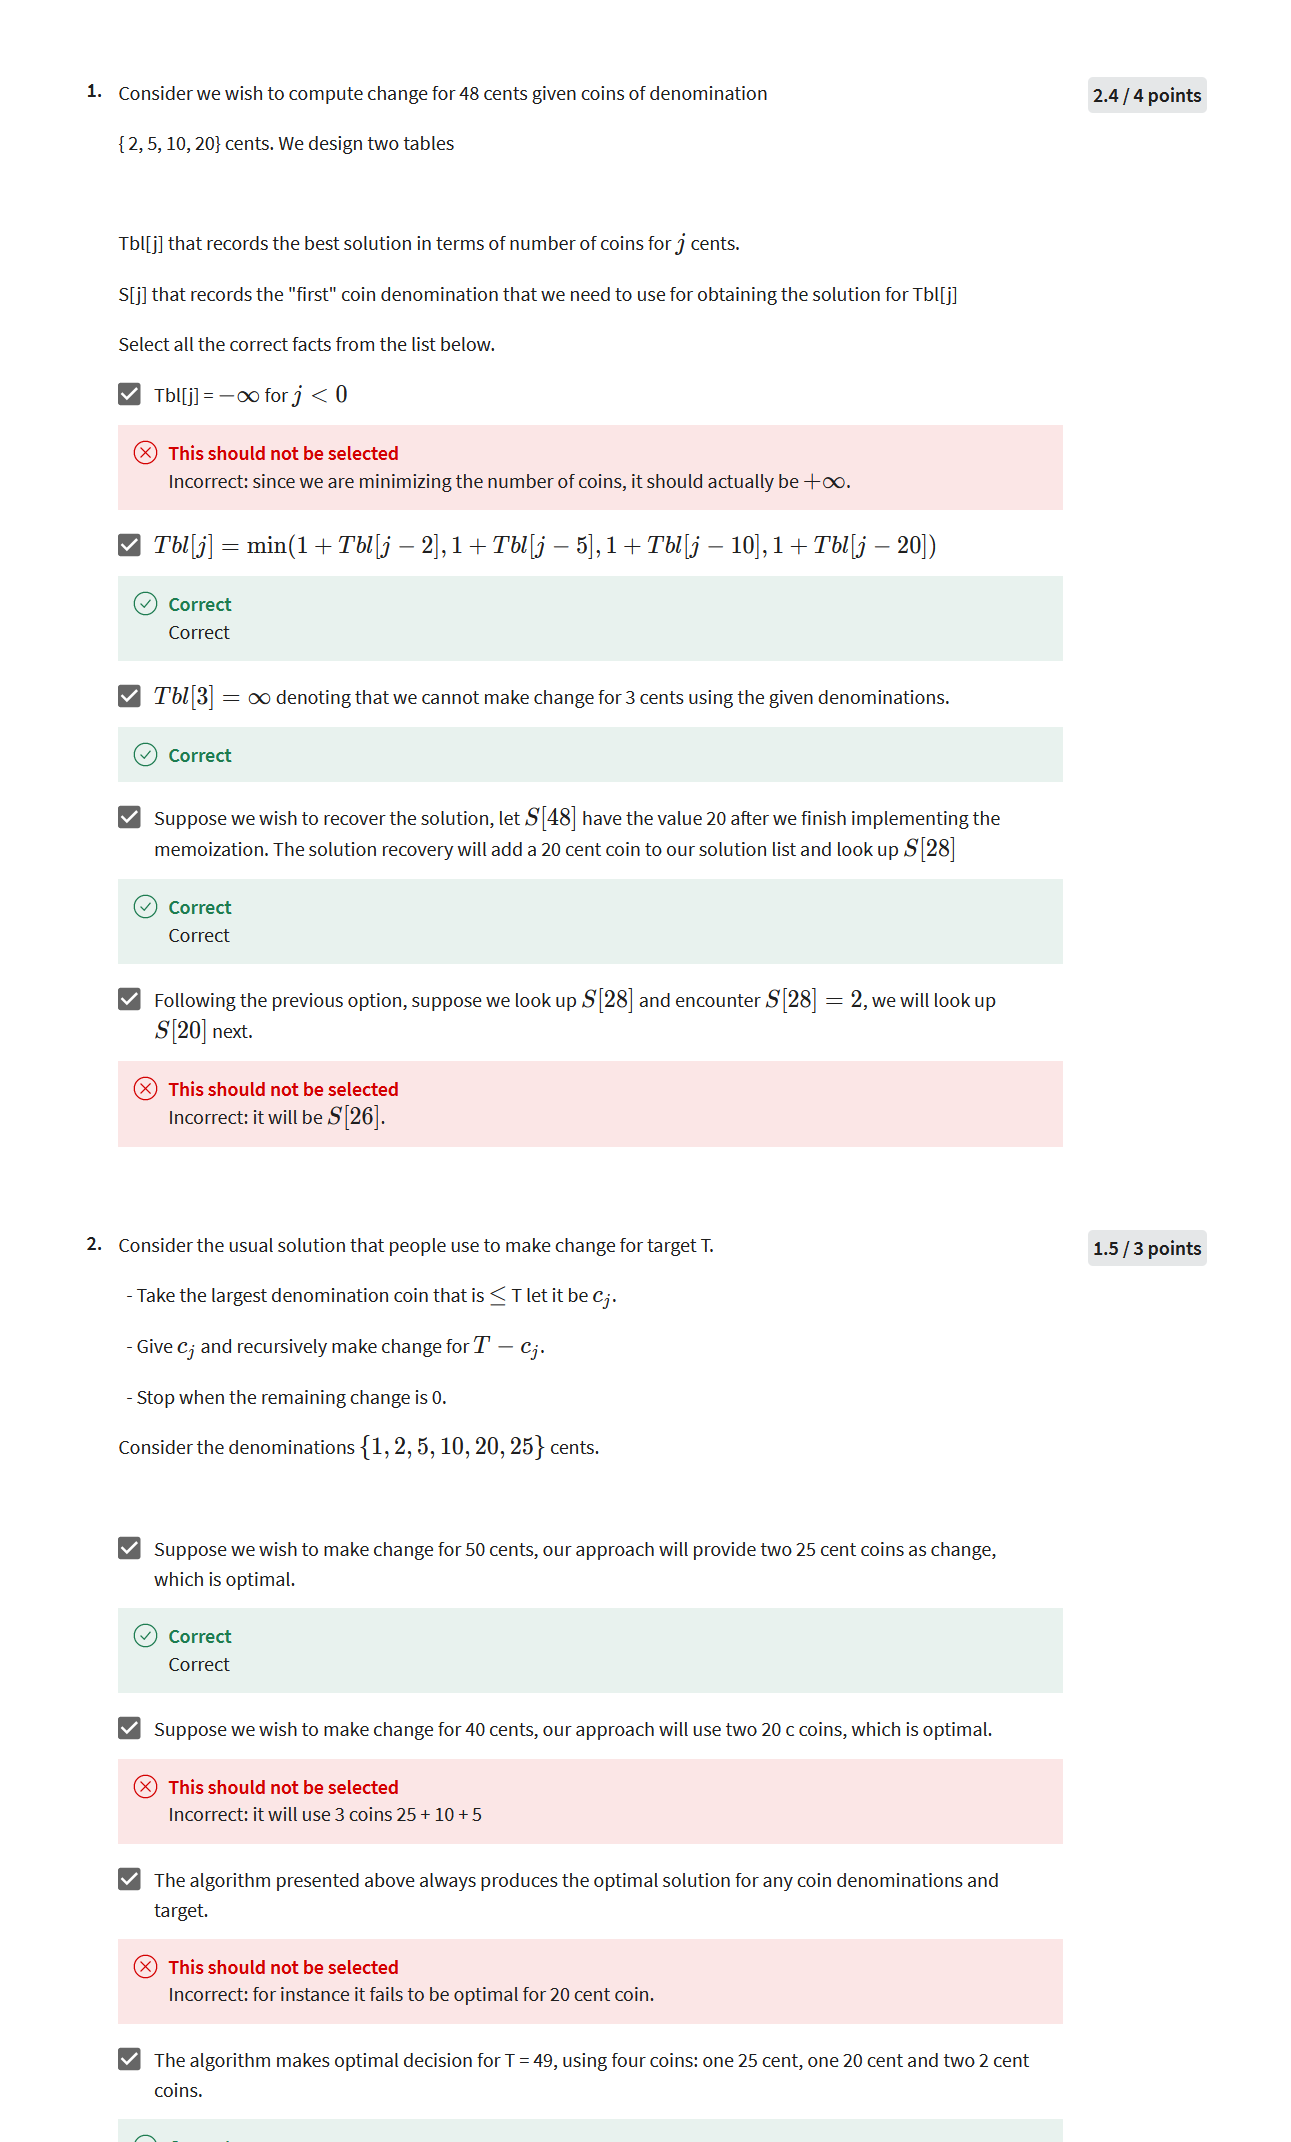 1. Consider we wish to compute change for 48 cents given coins of denomination
2.4 / 4 points
{ 2, 5, 10, 20} cents. We design two tables
Tbl[j] that records the best solution in terms of number of coins for j cents.
S[j] that records the "first" coin denomination that we need to use for obtaining the solution for Tbl[j]
Select all the correct facts from the list below.
Tbl[j] = −∞ for j < 0
This should not be selected
Incorrect: since we are minimizing the number of coins, it should actually be +∞.
Tbl[j] = min(1 + Tbl[j − 2], 1 + Tbl[j − 5], 1 + Tbl[j − 10], 1 + Tbl[j − 20])
Correct
Correct
Tbl[3] = ∞ denoting that we cannot make change for 3 cents using the given denominations.
Correct
Suppose we wish to recover the solution, let S[48] have the value 20 after we finish implementing the
memoization. The solution recovery will add a 20 cent coin to our solution list and look up S[28]
Correct
Correct
Following the previous option, suppose we look up S[28] and encounter S[28] = 2, we will look up
S[20] next.
This should not be selected
Incorrect: it will be S[26].
2. Consider the usual solution that people use to make change for target T.
1.5 / 3 points
- Take the largest denomination coin that is ≤ T let it be cⱼ.
- Give cⱼ and recursively make change for T − cⱼ.
- Stop when the remaining change is 0.
Consider the denominations {1, 2, 5, 10, 20, 25} cents.
Suppose we wish to make change for 50 cents, our approach will provide two 25 cent coins as change,
which is optimal.
Correct
Correct
Suppose we wish to make change for 40 cents, our approach will use two 20 c coins, which is optimal.
This should not be selected
Incorrect: it will use 3 coins 25 + 10 + 5
The algorithm presented above always produces the optimal solution for any coin denominations and
target.
This should not be selected
Incorrect: for instance it fails to be optimal for 20 cent coin.
The algorithm makes optimal decision for T = 49, using four coins: one 25 cent, one 20 cent and two 2 cent
coins.